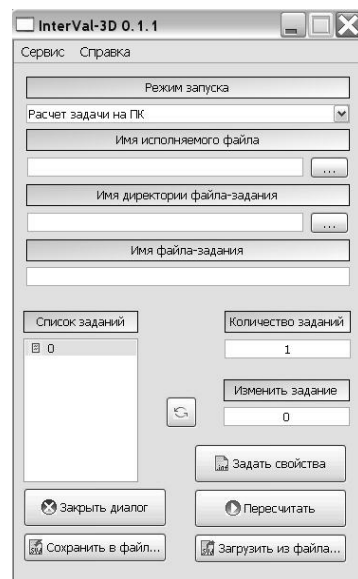 InterVal-3D 0.1.1
Сервис Справка
Режим запуска
Расчет задачи на ПК
Имя исполняемого файла
...
Имя директории файла-задания
...
Имя файла-задания
Список заданий
Количество заданий
0
1
Изменить задание
0
Задать свойства
Закрыть диалог
Пересчитать
Сохранить в файл...
Загрузить из файла...